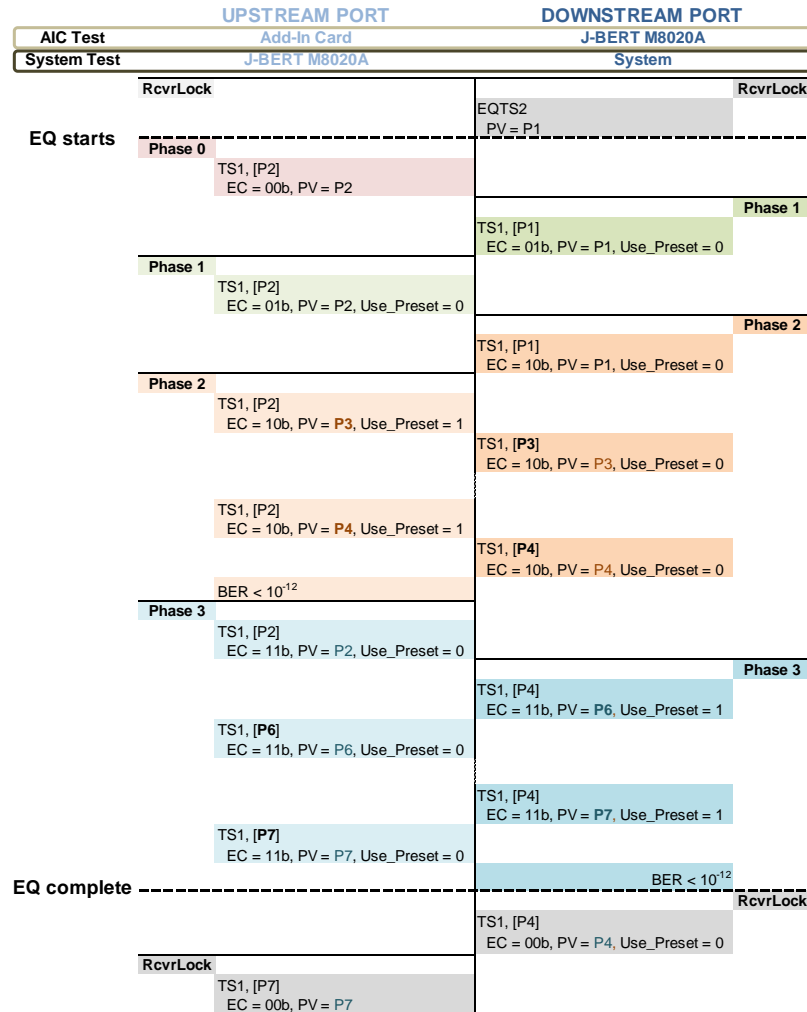 UPSTREAM PORT DOWNSTREAM PORT
AIC Test Add-In Card J-BERT M8020A
System Test J-BERT M8020A System
RcvrLock RcvrLock
EQTS2
PV = P1
EQ starts
Phase 0
TS1, [P2]
EC = 00b, PV = P2
Phase 1
TS1, [P1]
EC = 01b, PV = P1, Use_Preset = 0
Phase 1
TS1, [P2]
EC = 01b, PV = P2, Use_Preset = 0
Phase 2
TS1, [P1]
EC = 10b, PV = P1, Use_Preset = 0
Phase 2
TS1, [P2]
EC = 10b, PV = P3, Use_Preset = 1
TS1, [P3]
EC = 10b, PV = P3, Use_Preset = 0
TS1, [P2]
EC = 10b, PV = P4, Use_Preset = 1
TS1, [P4]
EC = 10b, PV = P4, Use_Preset = 0
BER < 10⁻¹²
Phase 3
TS1, [P2]
EC = 11b, PV = P2, Use_Preset = 0
Phase 3
TS1, [P4]
EC = 11b, PV = P6, Use_Preset = 1
TS1, [P6]
EC = 11b, PV = P6, Use_Preset = 0
TS1, [P4]
EC = 11b, PV = P7, Use_Preset = 1
TS1, [P7]
EC = 11b, PV = P7, Use_Preset = 0
BER < 10⁻¹²
EQ complete
RcvrLock
TS1, [P4]
EC = 00b, PV = P4, Use_Preset = 0
RcvrLock
TS1, [P7]
EC = 00b, PV = P7